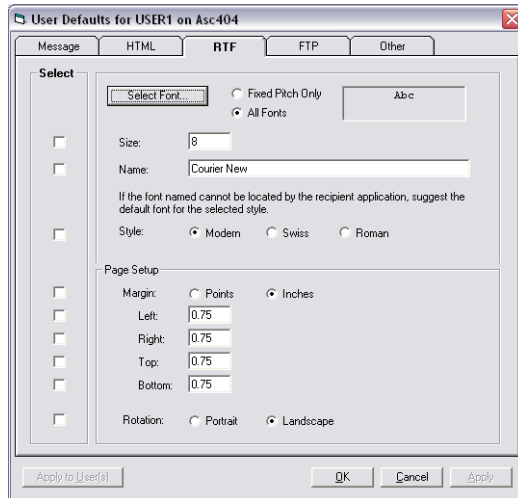 User Defaults for USER1 on Asc404
Message HTML RTF FTP Other
Select
Select Font... Fixed Pitch Only Abc
All Fonts
Size: 8
Name: Courier New
If the font named cannot be located by the recipient application, suggest the
default font for the selected style.
Style: Modern Swiss Roman
Page Setup
Margin: Points Inches
Left: 0.75
Right: 0.75
Top: 0.75
Bottom: 0.75
Rotation: Portrait Landscape
Apply to User(s) OK Cancel Apply